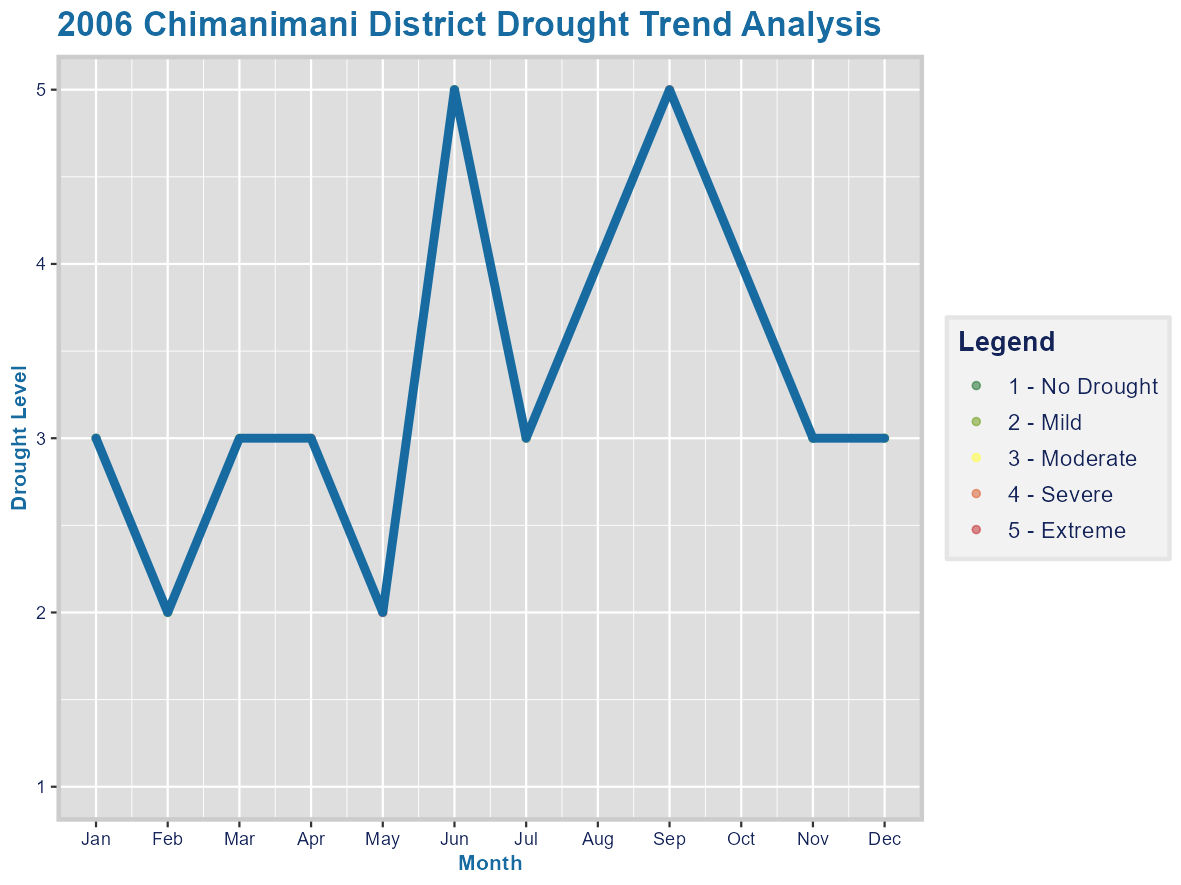 2006 Chimanimani District Drought Trend Analysis
5
4
3
2
1
Drought Level
Jan Feb Mar Apr May Jun Jul Aug Sep Oct Nov Dec
Month
Legend
1 - No Drought
2 - Mild
3 - Moderate
4 - Severe
5 - Extreme